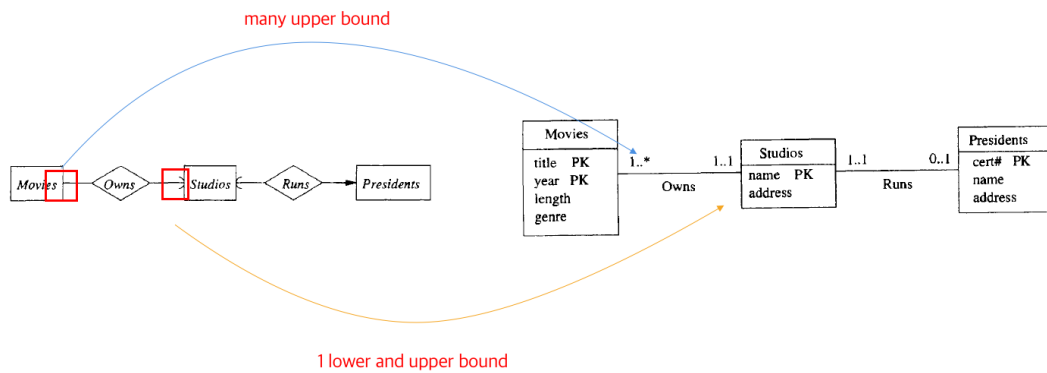 many upper bound
Movies
Owns
Studios
Runs
Presidents
Movies
title PK
year PK
length
genre
1..*
1..1
Owns
Studios
name PK
address
1..1
0..1
Runs
Presidents
cert# PK
name
address
1 lower and upper bound